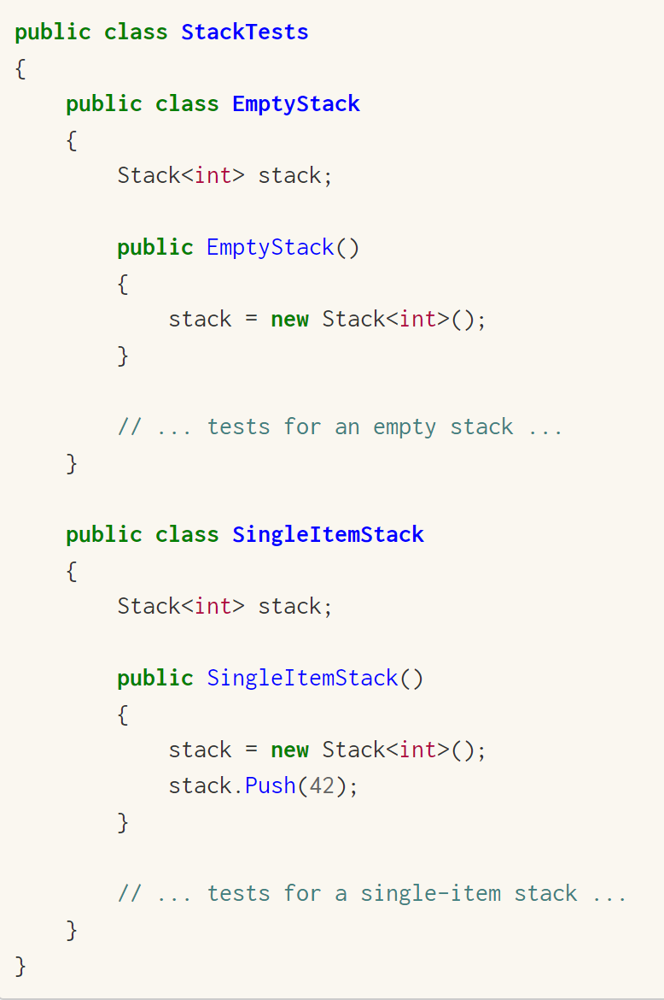 public class StackTests
{
    public class EmptyStack
    {
        Stack<int> stack;

        public EmptyStack()
        {
            stack = new Stack<int>();
        }

        // ... tests for an empty stack ...
    }

    public class SingleItemStack
    {
        Stack<int> stack;

        public SingleItemStack()
        {
            stack = new Stack<int>();
            stack.Push(42);
        }

        // ... tests for a single-item stack ...
    }
}